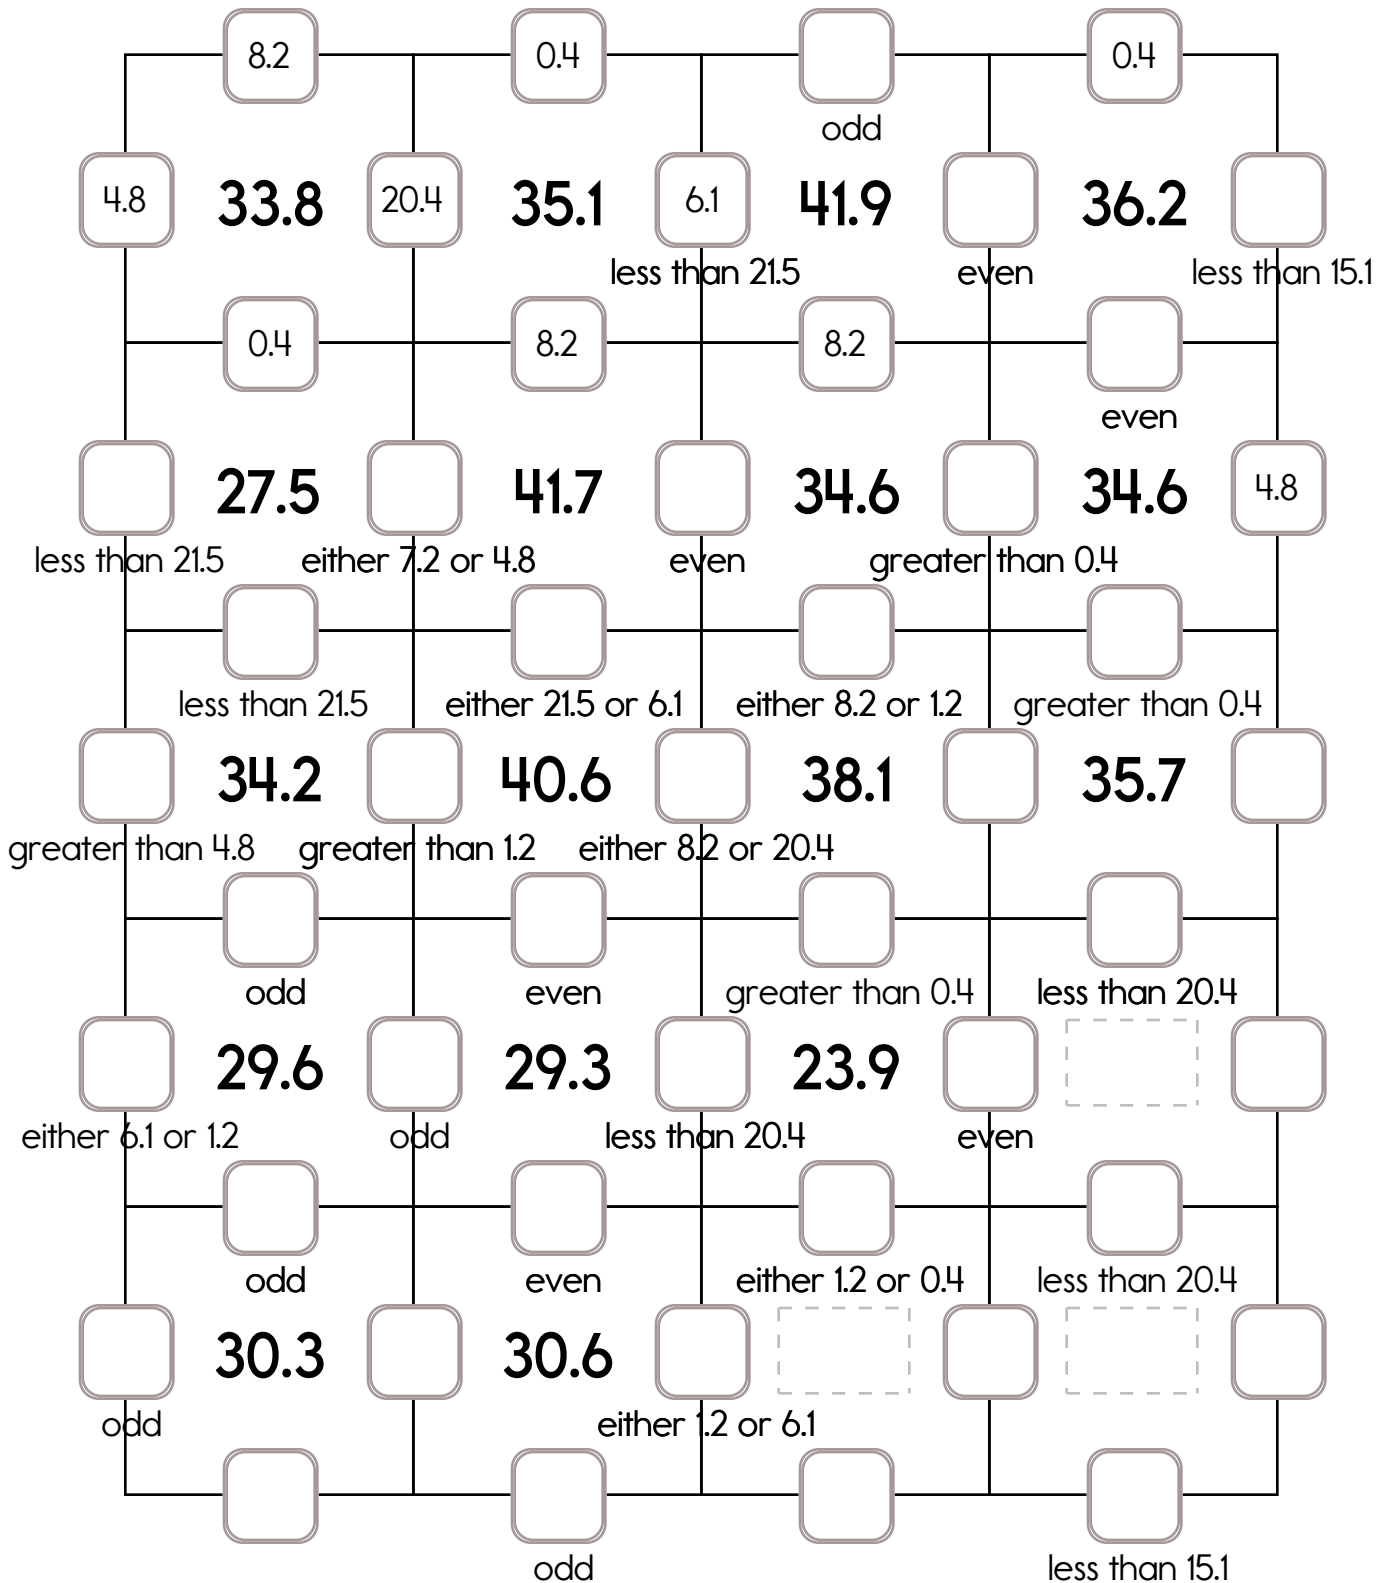 8.2 0.4 0.4
odd
4.8 33.8 20.4 35.1 6.1 41.9 36.2
less than 21.5 even less than 15.1
0.4 8.2 8.2
even
27.5 41.7 34.6 34.6 4.8
less than 21.5 either 7.2 or 4.8 even greater than 0.4
less than 21.5 either 21.5 or 6.1 either 8.2 or 1.2 greater than 0.4
34.2 40.6 38.1 35.7
greater than 4.8 greater than 1.2 either 8.2 or 20.4
odd even greater than 0.4 less than 20.4
29.6 29.3 23.9
either 6.1 or 1.2 odd less than 20.4 even
odd even either 1.2 or 0.4 less than 20.4
30.3 30.6
odd either 1.2 or 6.1
odd less than 15.1